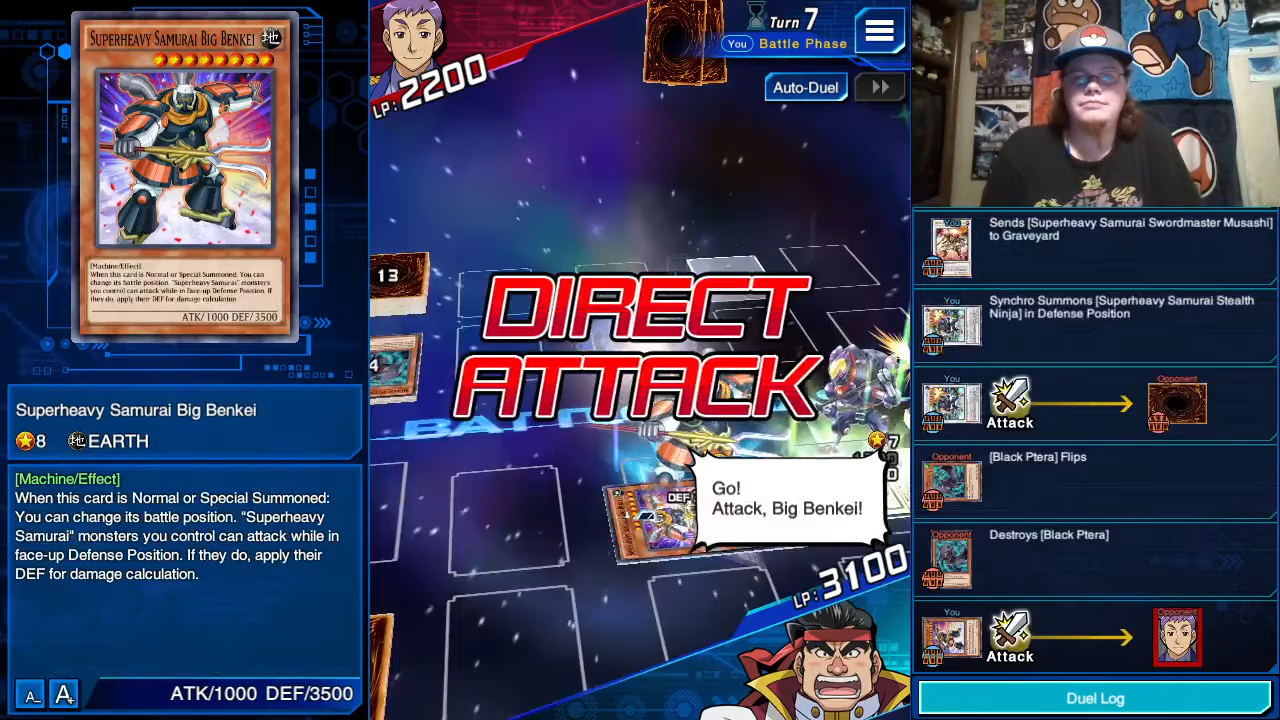 SUPERHEAVY SAMURAI BIG BENKEI 地
[Machine/Effect]
When this card is Normal or Special Summoned: You can
change its battle position. "Superheavy Samurai" monsters
you control can attack while in face-up Defense Position. If
they do, apply their DEF for damage calculation.
ATK/1000 DEF/3500
Superheavy Samurai Big Benkei
8 地 EARTH
[Machine/Effect]
When this card is Normal or Special Summoned:
You can change its battle position. "Superheavy
Samurai" monsters you control can attack while in
face-up Defense Position. If they do, apply their
DEF for damage calculation.
A- A+ ATK/1000 DEF/3500
LP: 2200
Turn 7
You Battle Phase
Auto-Duel
13
4
DIRECT
ATTACK
7
0
DEF
Go!
Attack, Big Benkei!
LP: 3100
You
Sends [Superheavy Samurai Swordmaster Musashi]
to Graveyard
You
Synchro Summons [Superheavy Samurai Stealth
Ninja] in Defense Position
You Attack Opponent
Opponent
[Black Ptera] Flips
Opponent
Destroys [Black Ptera]
You Attack Opponent
Duel Log